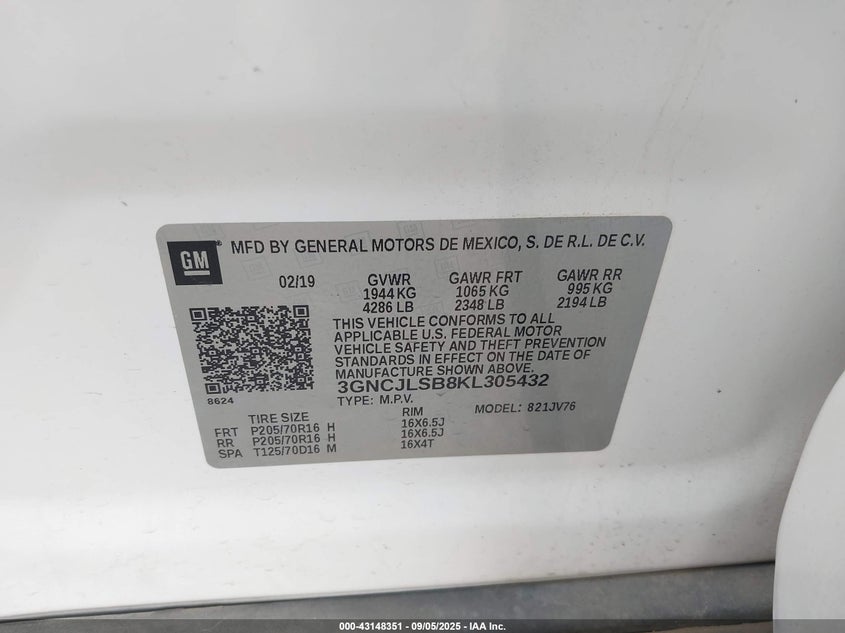 GM ® MFD BY GENERAL MOTORS DE MEXICO, S. DE R.L. DE C.V.
02/19 GVWR GAWR FRT GAWR RR
1944 KG 1065 KG 995 KG
4286 LB 2348 LB 2194 LB
THIS VEHICLE CONFORMS TO ALL
APPLICABLE U.S. FEDERAL MOTOR
VEHICLE SAFETY AND THEFT PREVENTION
STANDARDS IN EFFECT ON THE DATE OF
MANUFACTURE SHOWN ABOVE.
8624 3GNCJLSB8KL305432
TYPE: M.P.V. MODEL: 821JV76
TIRE SIZE RIM
FRT P205/70R16 H 16X6.5J
RR P205/70R16 H 16X6.5J
SPA T125/70D16 M 16X4T
000-43148351 - 09/05/2025 - IAA Inc.